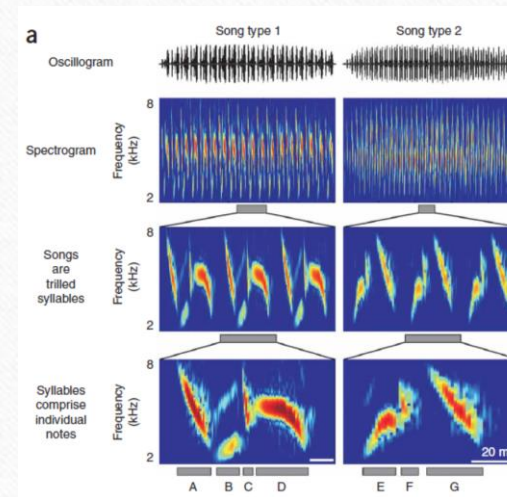 a
Song type 1
Song type 2
Oscillogram
Spectrogram
Frequency
(kHz)
8
2
Songs
are
trilled
syllables
Frequency
(kHz)
8
2
Syllables
comprise
individual
notes
Frequency
(kHz)
8
2
20 m
A B C D E F G